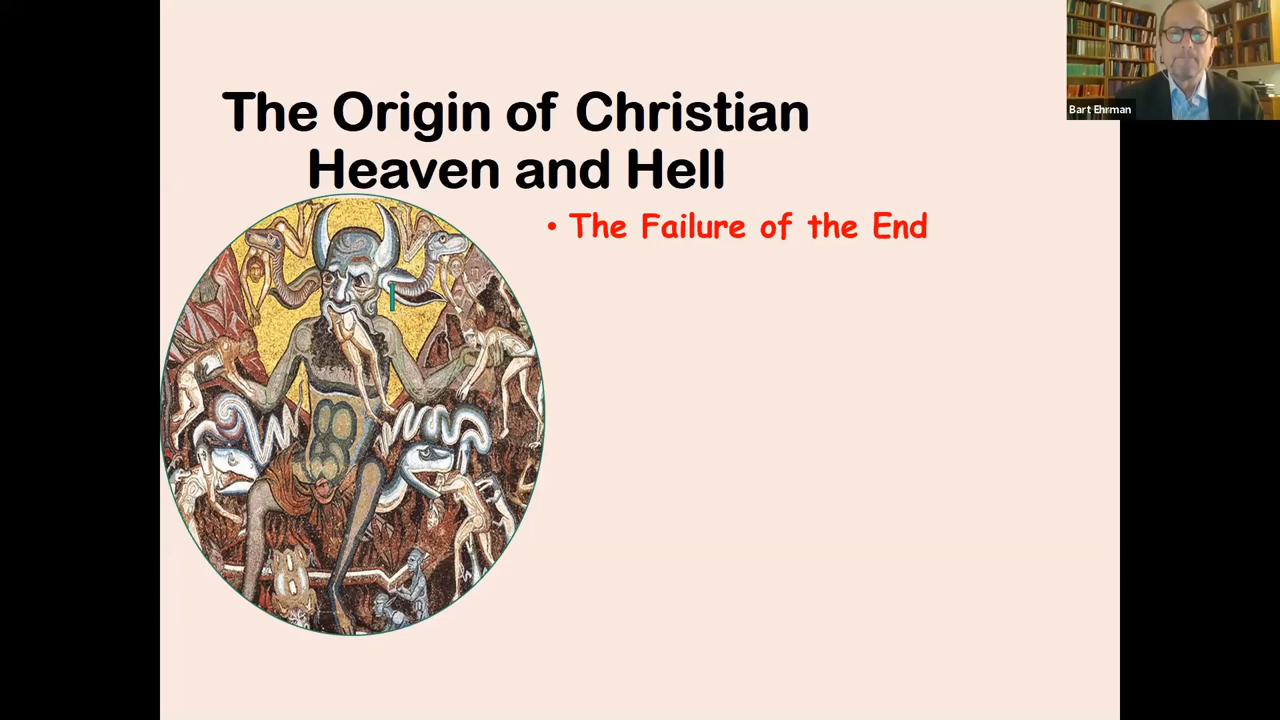 The Origin of Christian
Heaven and Hell
• The Failure of the End
Bart Ehrman